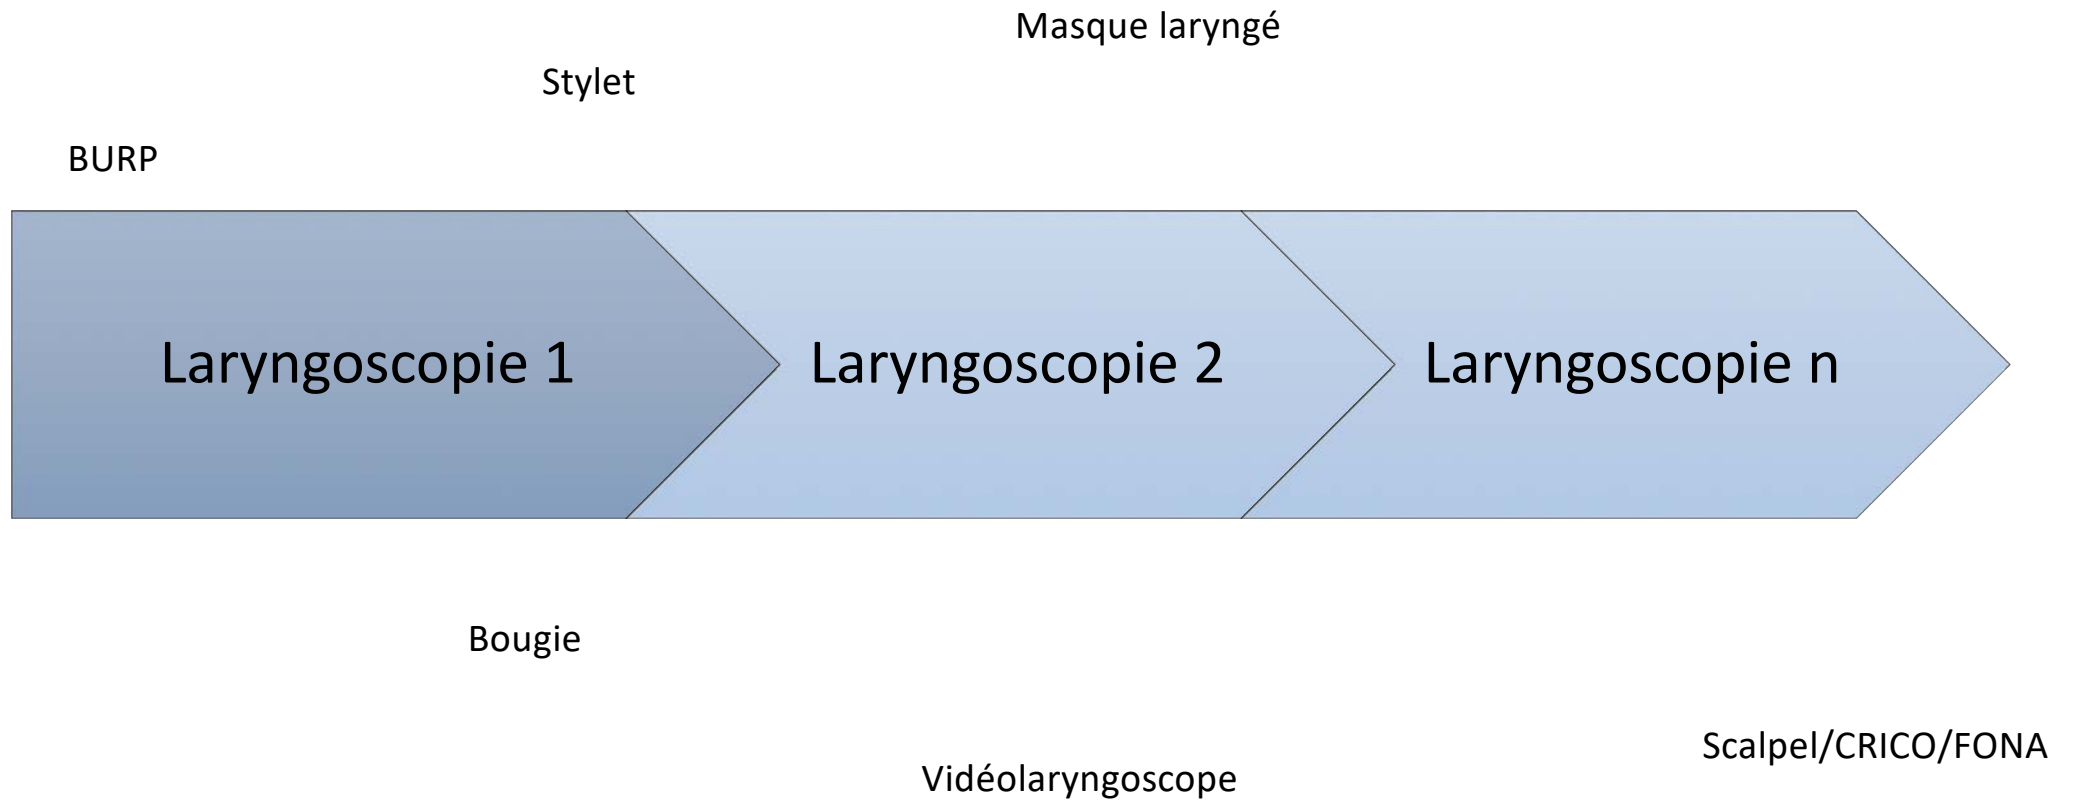 Masque laryngé
Stylet
BURP
Laryngoscopie 1
Laryngoscopie 2
Laryngoscopie n
Bougie
Scalpel/CRICO/FONA
Vidéolaryngoscope